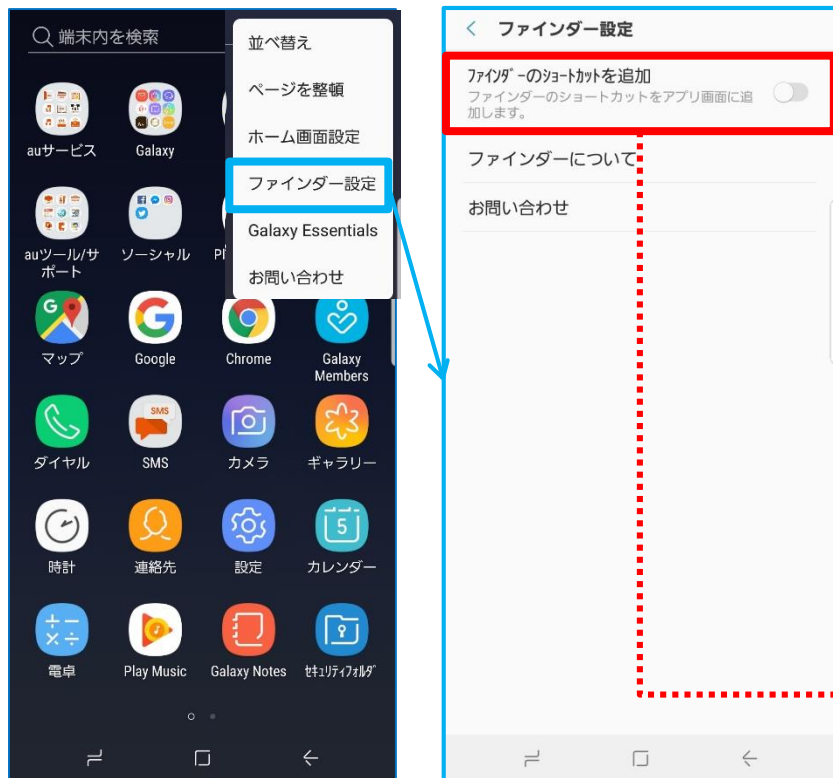 端末内を検索
並べ替え
ページを整頓
ホーム画面設定
ファインダー設定
Galaxy Essentials
お問い合わせ
auサービス
Galaxy
auツール/サ
ポート
ソーシャル
Pl
G
マップ
Google
Chrome
Galaxy
Members
SMS
ダイヤル
SMS
カメラ
ギャラリー
5
時計
連絡先
設定
カレンダー
電卓
Play Music
Galaxy Notes
ｾｷｭﾘﾃｨﾌｫﾙﾀﾞ
ファインダー設定
ﾌｧｲﾝﾀﾞｰのｼｮｰﾄｶｯﾄを追加
ファインダーのショートカットをアプリ画面に追
加します。
ファインダーについて
お問い合わせ